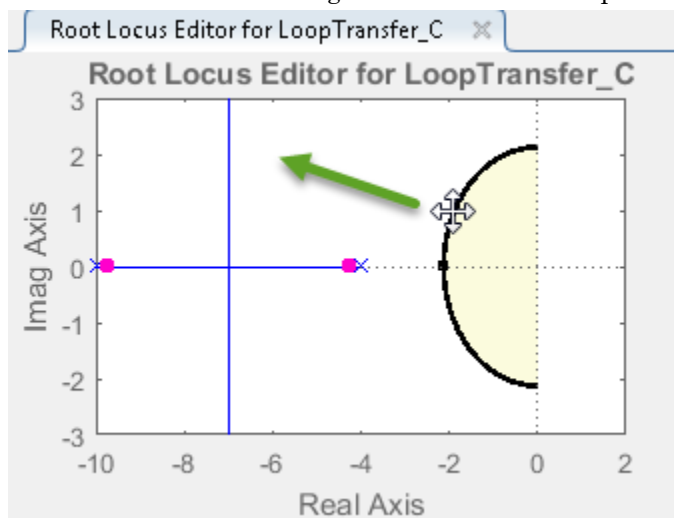 Root Locus Editor for LoopTransfer_C
Root Locus Editor for LoopTransfer_C
3
2
1
0
-1
-2
-3
Imag Axis
-10 -8 -6 -4 -2 0 2
Real Axis